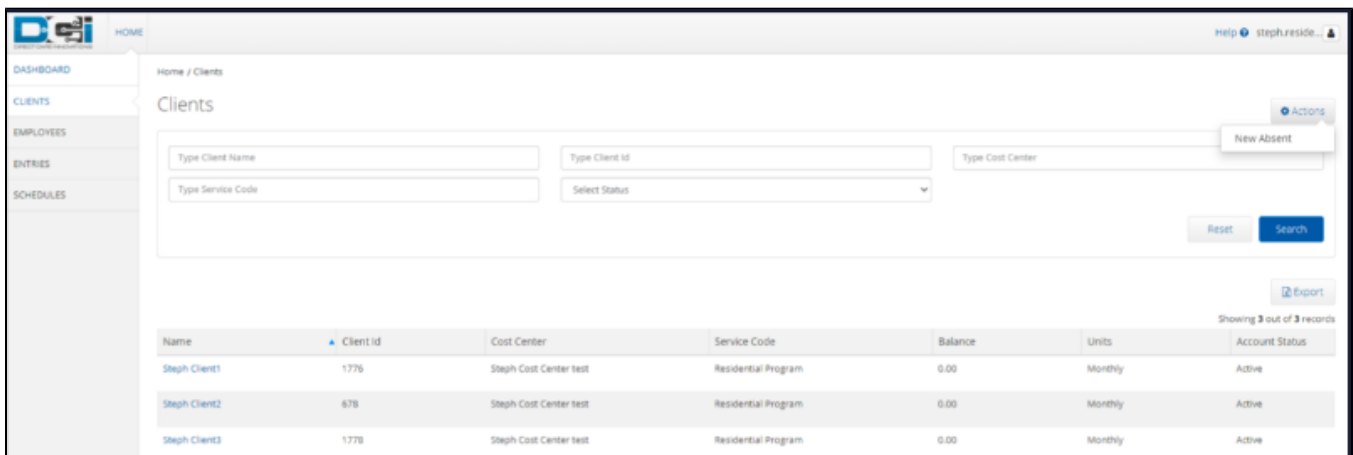 DCI HOME Help steph.reside...
DIRECT CARE INNOVATIONS
DASHBOARD
Home / Clients
CLIENTS
Clients
Actions
New Absent
EMPLOYEES
ENTRIES
SCHEDULES
Type Client Name Type Client Id Type Cost Center
Type Service Code Select Status
Reset Search
Export
Showing 3 out of 3 records
Name Client Id Cost Center Service Code Balance Units Account Status
Steph Client1 1776 Steph Cost Center test Residential Program 0.00 Monthly Active
Steph Client2 678 Steph Cost Center test Residential Program 0.00 Monthly Active
Steph Client3 1778 Steph Cost Center test Residential Program 0.00 Monthly Active